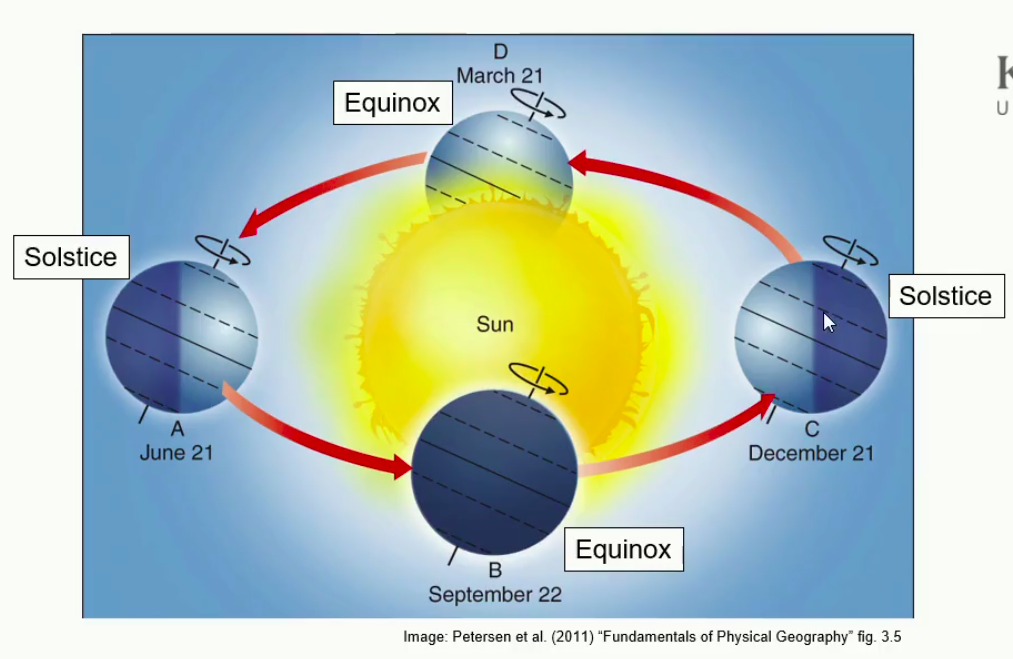 D
March 21
Equinox
K
U
Solstice
Solstice
Sun
A
June 21
C
December 21
Equinox
B
September 22
Image: Petersen et al. (2011) “Fundamentals of Physical Geography” fig. 3.5